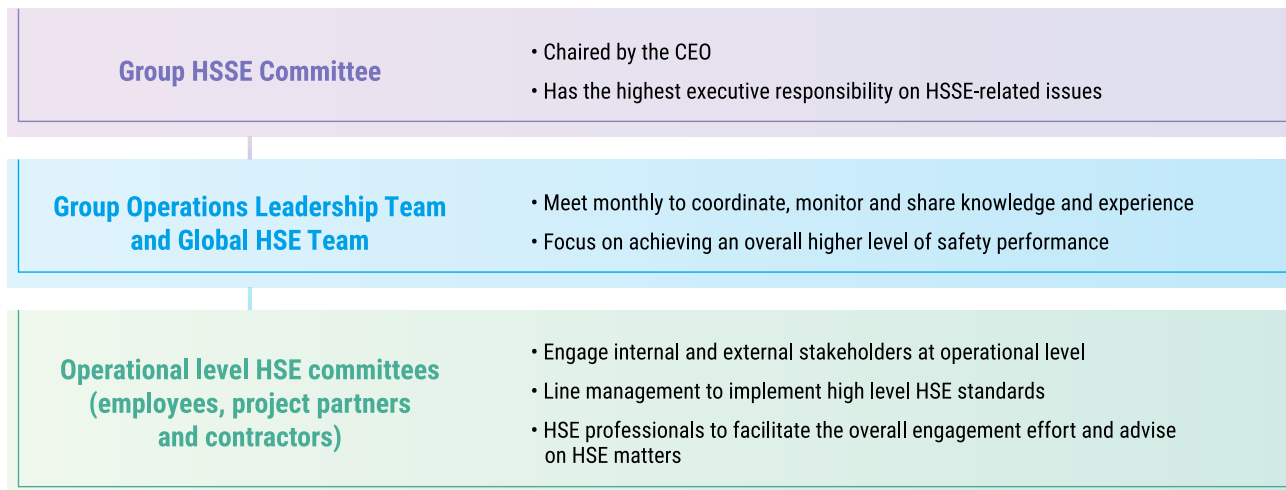 Group HSSE Committee
• Chaired by the CEO
• Has the highest executive responsibility on HSSE-related issues
Group Operations Leadership Team
and Global HSE Team
• Meet monthly to coordinate, monitor and share knowledge and experience
• Focus on achieving an overall higher level of safety performance
Operational level HSE committees
(employees, project partners
and contractors)
• Engage internal and external stakeholders at operational level
• Line management to implement high level HSE standards
• HSE professionals to facilitate the overall engagement effort and advise
on HSE matters